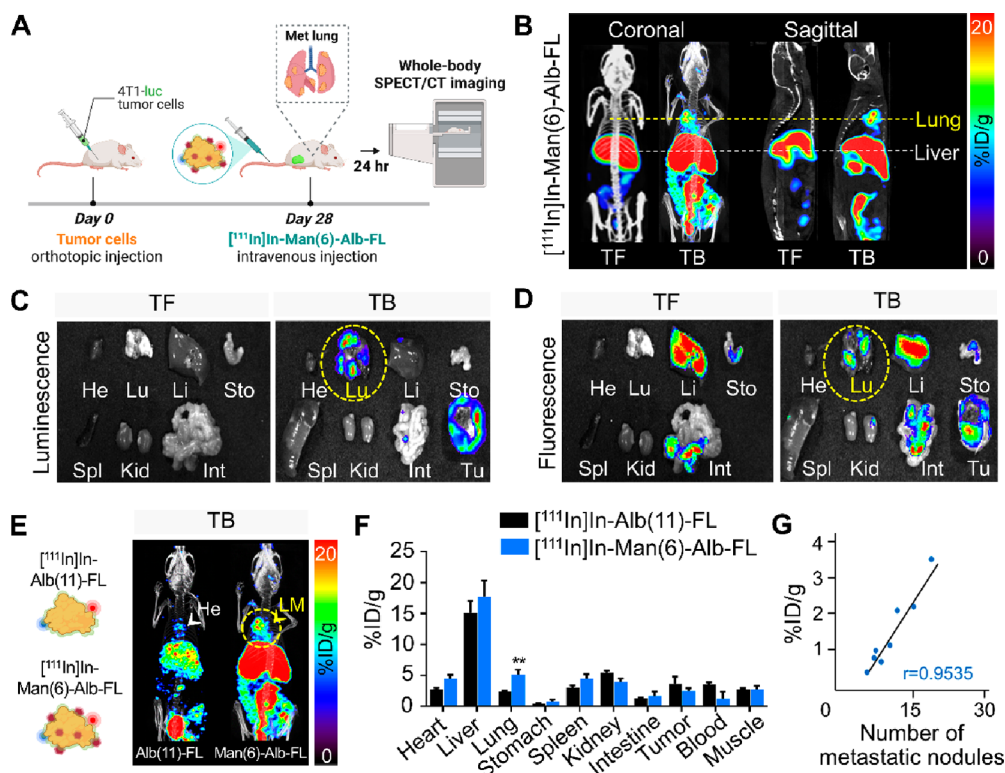 A
Met lung
4T1-luc
tumor cells
Whole-body
SPECT/CT imaging
24 hr
Day 0
Tumor cells
orthotopic injection
Day 28
[¹¹¹In]In-Man(6)-Alb-FL
intravenous injection
B
Coronal
Sagittal
[¹¹¹In]In-Man(6)-Alb-FL
Lung
Liver
TF
TB
TF
TB
20
%ID/g
0
C
TF
TB
Luminescence
He
Lu
Li
Sto
Spl
Kid
Int
He
Lu
Li
Sto
Spl
Kid
Int
Tu
D
TF
TB
Fluorescence
He
Lu
Li
Sto
Spl
Kid
Int
He
Lu
Li
Sto
Spl
Kid
Int
Tu
E
TB
[¹¹¹In]In-
Alb(11)-FL
[¹¹¹In]In-
Man(6)-Alb-FL
He
LM
Alb(11)-FL
Man(6)-Alb-FL
20
%ID/g
0
F
[¹¹¹In]In-Alb(11)-FL
[¹¹¹In]In-Man(6)-Alb-FL
%ID/g
25
20
15
10
5
0
**
Heart
Liver
Lung
Stomach
Spleen
Kidney
Intestine
Tumor
Blood
Muscle
G
%ID/g
4
3
2
1
0
15
30
r=0.9535
Number of
metastatic nodules